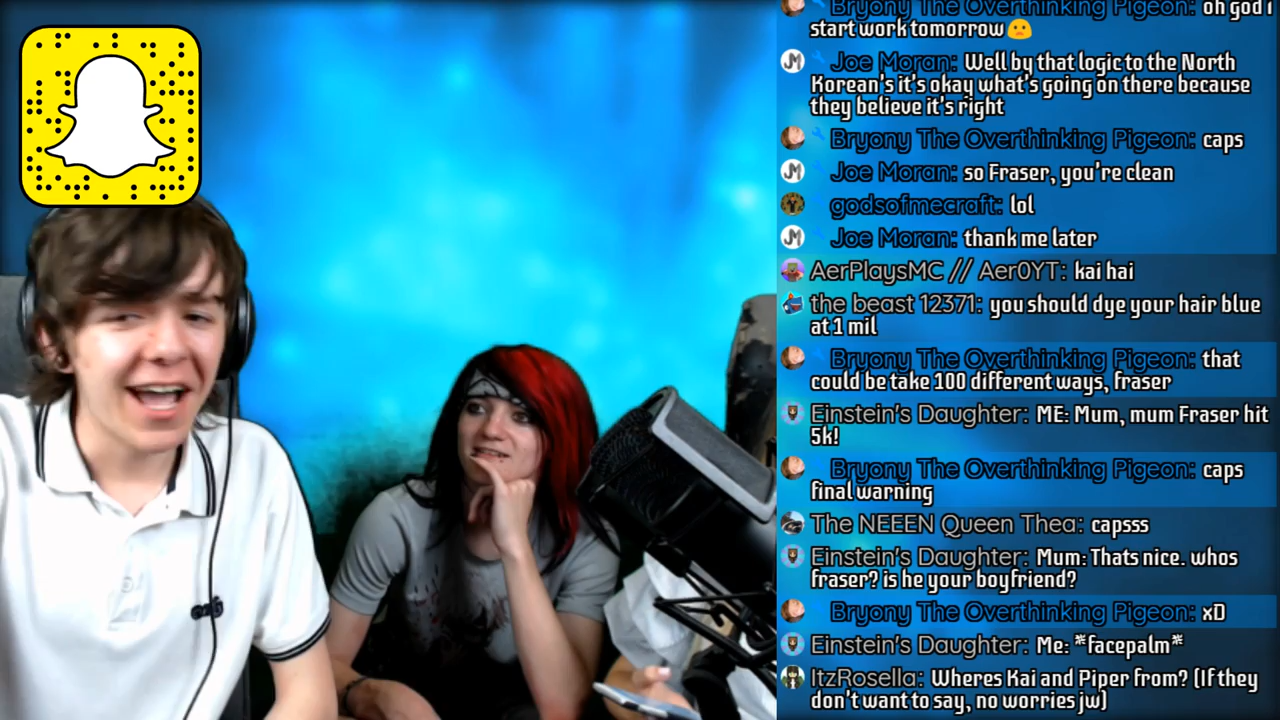 Bryony The Overthinking Pigeon: oh god i
start work tomorrow
Joe Moran: Well by that logic to the North
Korean's it's okay what's going on there because
they believe it's right
Bryony The Overthinking Pigeon: caps
Joe Moran: so Fraser, you're clean
godsofmecraft: lol
Joe Moran: thank me later
AerPlaysMC // Aer0YT: kai hai
the beast 12371: you should dye your hair blue
at 1 mil
Bryony The Overthinking Pigeon: that
could be take 100 different ways, fraser
Einstein's Daughter: ME: Mum, mum Fraser hit
5k!
Bryony The Overthinking Pigeon: caps
final warning
The NEEEN Queen Thea: capsss
Einstein's Daughter: Mum: Thats nice. whos
fraser? is he your boyfriend?
Bryony The Overthinking Pigeon: xD
Einstein's Daughter: Me: *facepalm*
ItzRosella: Wheres Kai and Piper from? (If they
don't want to say, no worries jw)